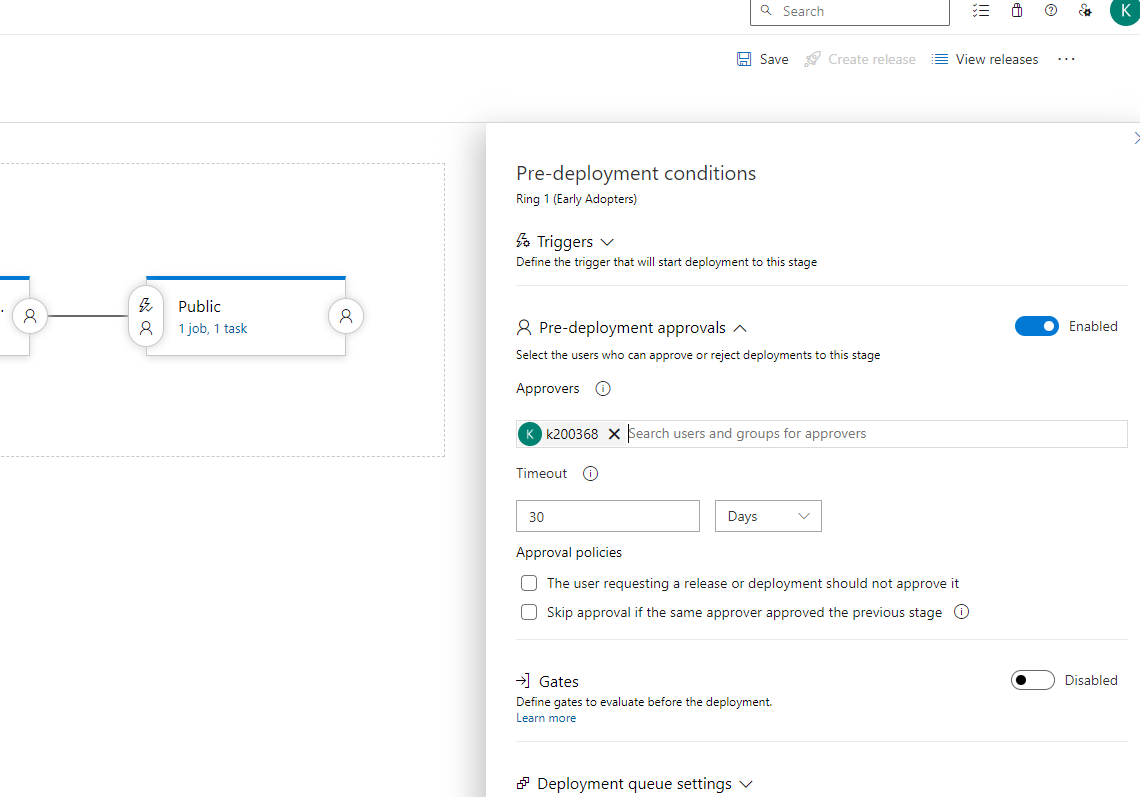 Search
K
Save
Create release
View releases
Pre-deployment conditions
Ring 1 (Early Adopters)
Triggers
Define the trigger that will start deployment to this stage
Public
1 job, 1 task
Pre-deployment approvals
Enabled
Select the users who can approve or reject deployments to this stage
Approvers
K k200368 Search users and groups for approvers
Timeout
30 Days
Approval policies
The user requesting a release or deployment should not approve it
Skip approval if the same approver approved the previous stage
Gates
Disabled
Define gates to evaluate before the deployment.
Learn more
Deployment queue settings